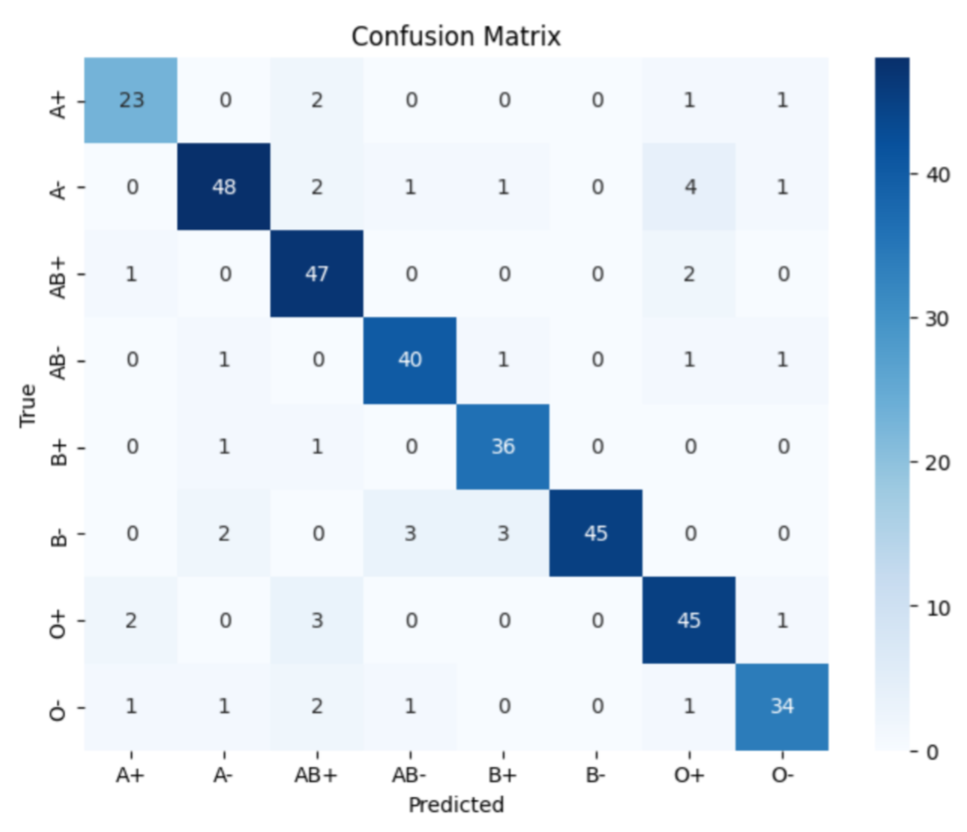 Confusion Matrix
A+ 23 0 2 0 0 0 1 1
A- 0 48 2 1 1 0 4 1
AB+ 1 0 47 0 0 0 2 0
AB- 0 1 0 40 1 0 1 1
B+ 0 1 1 0 36 0 0 0
B- 0 2 0 3 3 45 0 0
O+ 2 0 3 0 0 0 45 1
O- 1 1 2 1 0 0 1 34
A+ A- AB+ AB- B+ B- O+ O-
Predicted
True
40
30
20
10
0